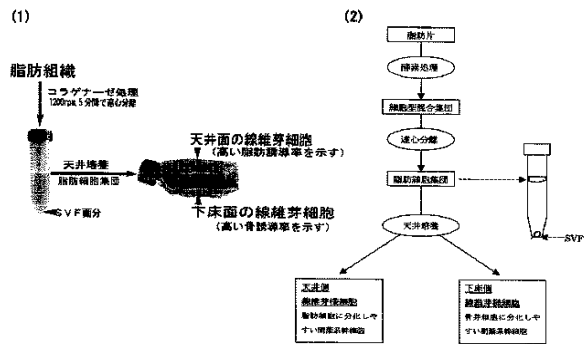 (1)
脂肪組織
コラゲナーゼ処理
1200rpm, 5分間で遠心分離
天井培養
脂肪細胞集団
SVF画分
天井面の線維芽細胞
(高い脂肪誘導率を示す)
下床面の線維芽細胞
(高い骨誘導率を示す)
(2)
脂肪片
酵素処理
細胞型混合集団
遠心分離
脂肪細胞集団
SVF
天井培養
天井側
線維芽様細胞
脂肪細胞に分化しや
すい間葉系幹細胞
下床側
線維芽様細胞
骨芽細胞に分化しや
すい間葉系幹細胞